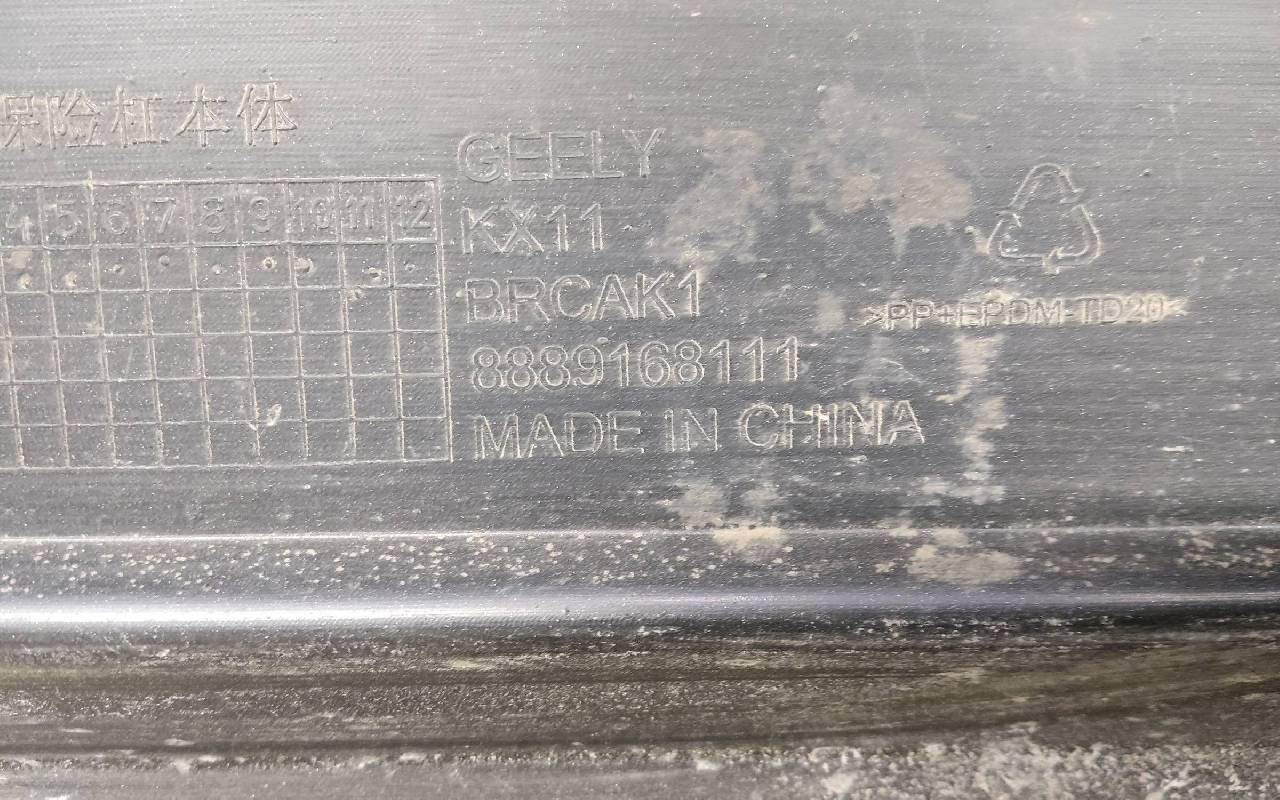 保险杠本体
GEELY
4 5 6 7 8 9 10 11 12
KX11
BRCAK1
>PP+EPDM-TD20<
8889168111
MADE IN CHINA